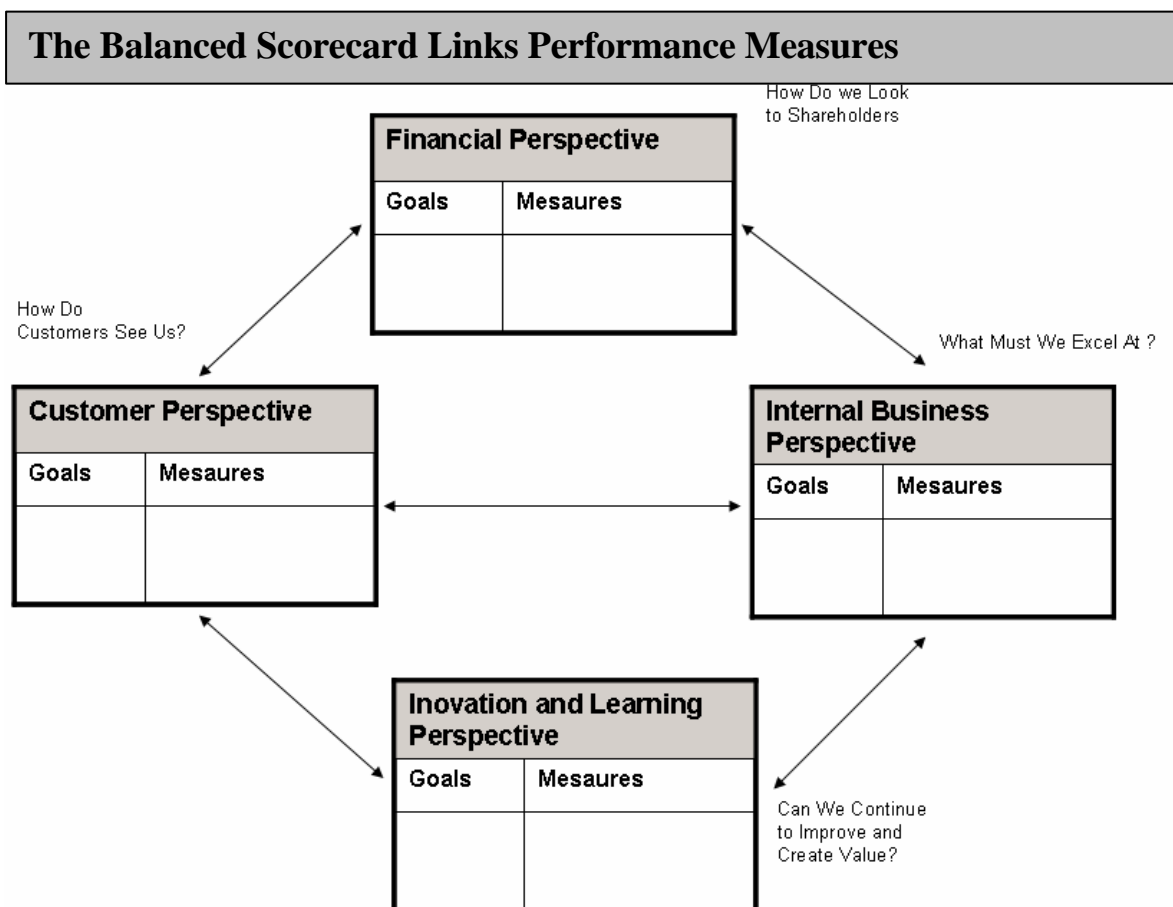 The Balanced Scorecard Links Performance Measures
How Do we Look
to Shareholders
Financial Perspective
Goals Mesaures
How Do
Customers See Us?
What Must We Excel At ?
Customer Perspective
Goals Mesaures
Internal Business
Perspective
Goals Mesaures
Inovation and Learning
Perspective
Goals Mesaures
Can We Continue
to Improve and
Create Value?